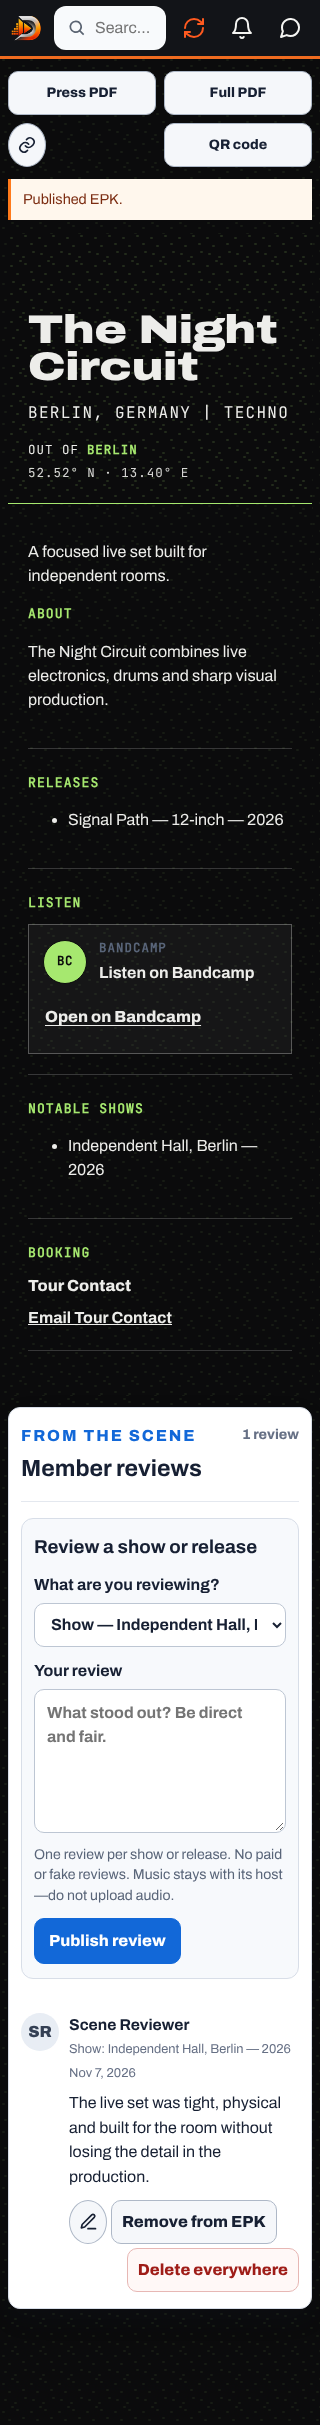 Searc...
Press PDF
Full PDF
QR code
Published EPK.
The Night
Circuit
BERLIN, GERMANY | TECHNO
OUT OF BERLIN
52.52° N · 13.40° E
A focused live set built for
independent rooms.
ABOUT
The Night Circuit combines live
electronics, drums and sharp visual
production.
RELEASES
• Signal Path — 12-inch — 2026
LISTEN
BC
BANDCAMP
Listen on Bandcamp
Open on Bandcamp
NOTABLE SHOWS
• Independent Hall, Berlin —
2026
BOOKING
Tour Contact
Email Tour Contact
FROM THE SCENE
1 review
Member reviews
Review a show or release
What are you reviewing?
Show — Independent Hall, 
Your review
What stood out? Be direct
and fair.
One review per show or release. No paid
or fake reviews. Music stays with its host
—do not upload audio.
Publish review
SR
Scene Reviewer
Show: Independent Hall, Berlin — 2026
Nov 7, 2026
The live set was tight, physical
and built for the room without
losing the detail in the
production.
Remove from EPK
Delete everywhere